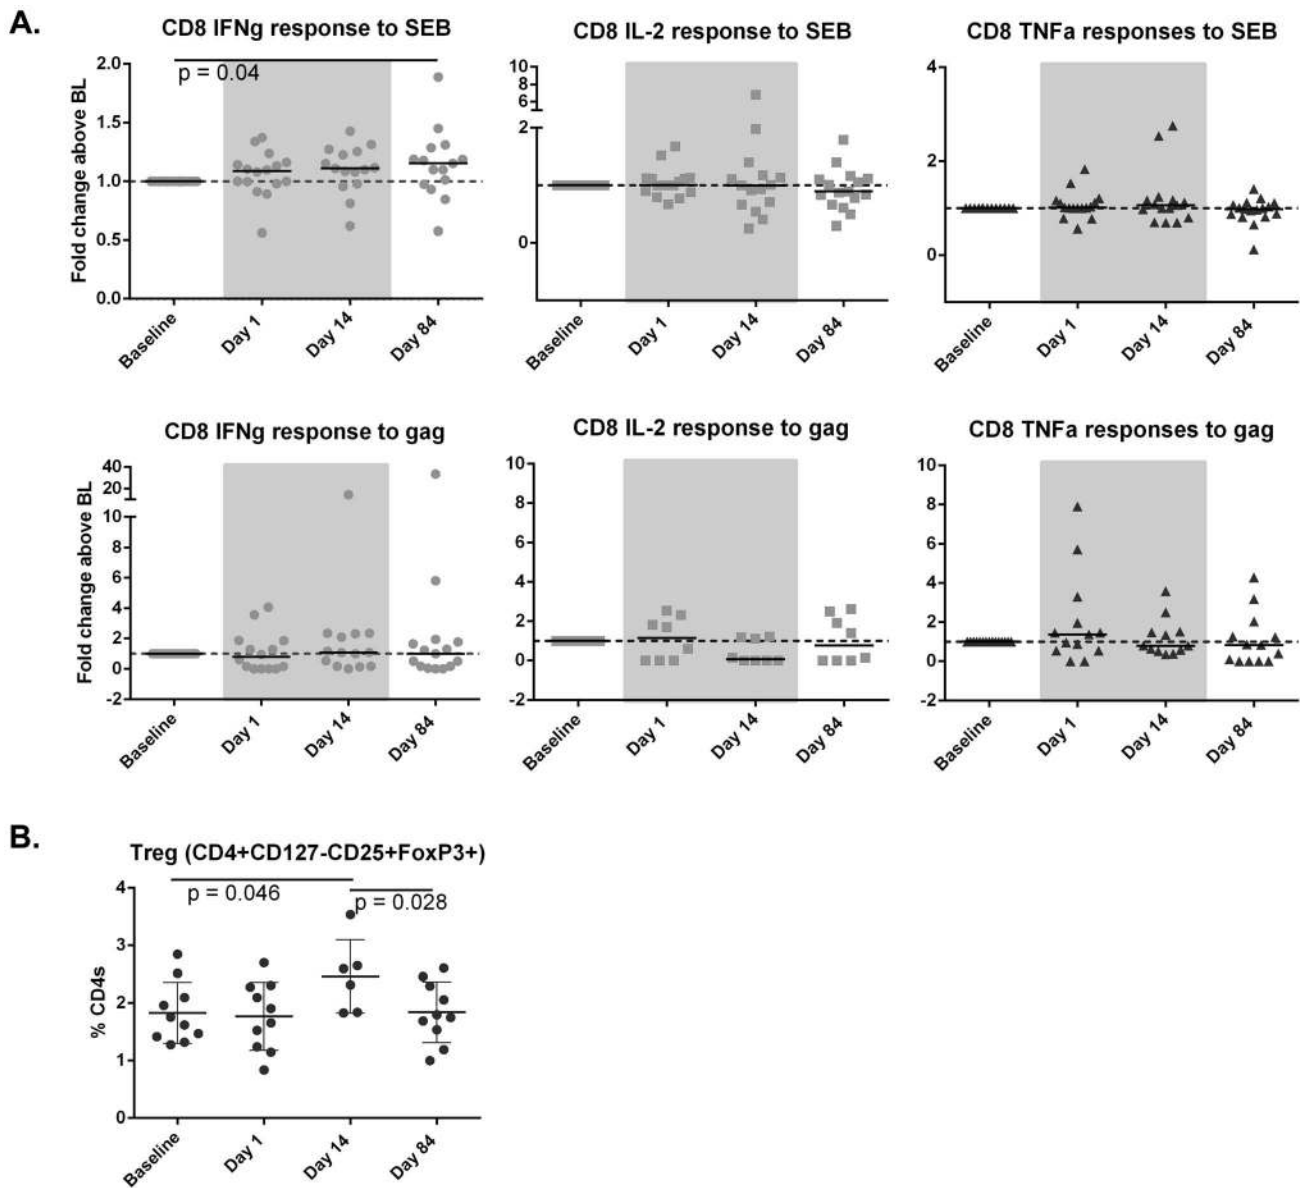 A.
CD8 IFNg response to SEB
Fold change above BL
2.0
1.5
1.0
0.5
0.0
p = 0.04
Baseline
Day 1
Day 14
Day 84
CD8 IL-2 response to SEB
10
8
6
2
0
Baseline
Day 1
Day 14
Day 84
CD8 TNFa responses to SEB
4
2
0
Baseline
Day 1
Day 14
Day 84
CD8 IFNg response to gag
Fold change above BL
40
20
10
8
6
4
2
0
-2
Baseline
Day 1
Day 14
Day 84
CD8 IL-2 response to gag
10
8
6
4
2
0
-2
Baseline
Day 1
Day 14
Day 84
CD8 TNFa responses to gag
10
8
6
4
2
0
-2
Baseline
Day 1
Day 14
Day 84
B.
Treg (CD4+CD127-CD25+FoxP3+)
% CD4s
4
3
2
1
0
p = 0.046
p = 0.028
Baseline
Day 1
Day 14
Day 84